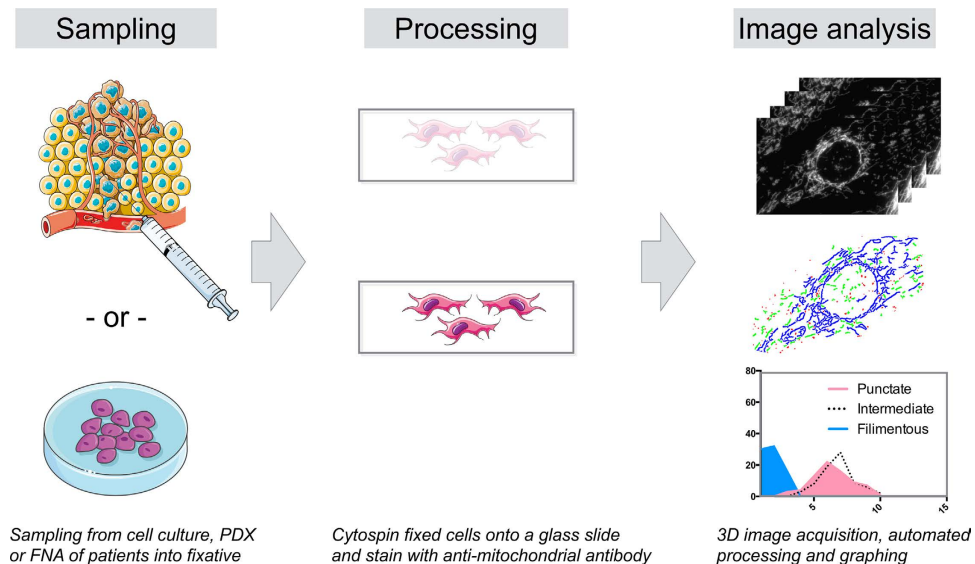 Sampling
Processing
Image analysis
- or -
80
60
40
20
0
5
10
15
Punctate
Intermediate
Filimentous
Sampling from cell culture, PDX
or FNA of patients into fixative
Cytospin fixed cells onto a glass slide
and stain with anti-mitochondrial antibody
3D image acquisition, automated
processing and graphing